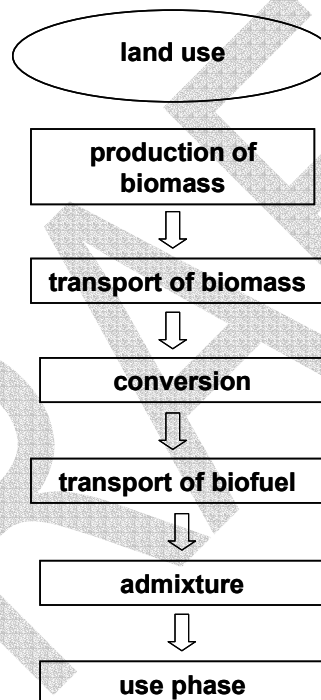 land use
production of
biomass
transport of biomass
conversion
transport of biofuel
admixture
use phase